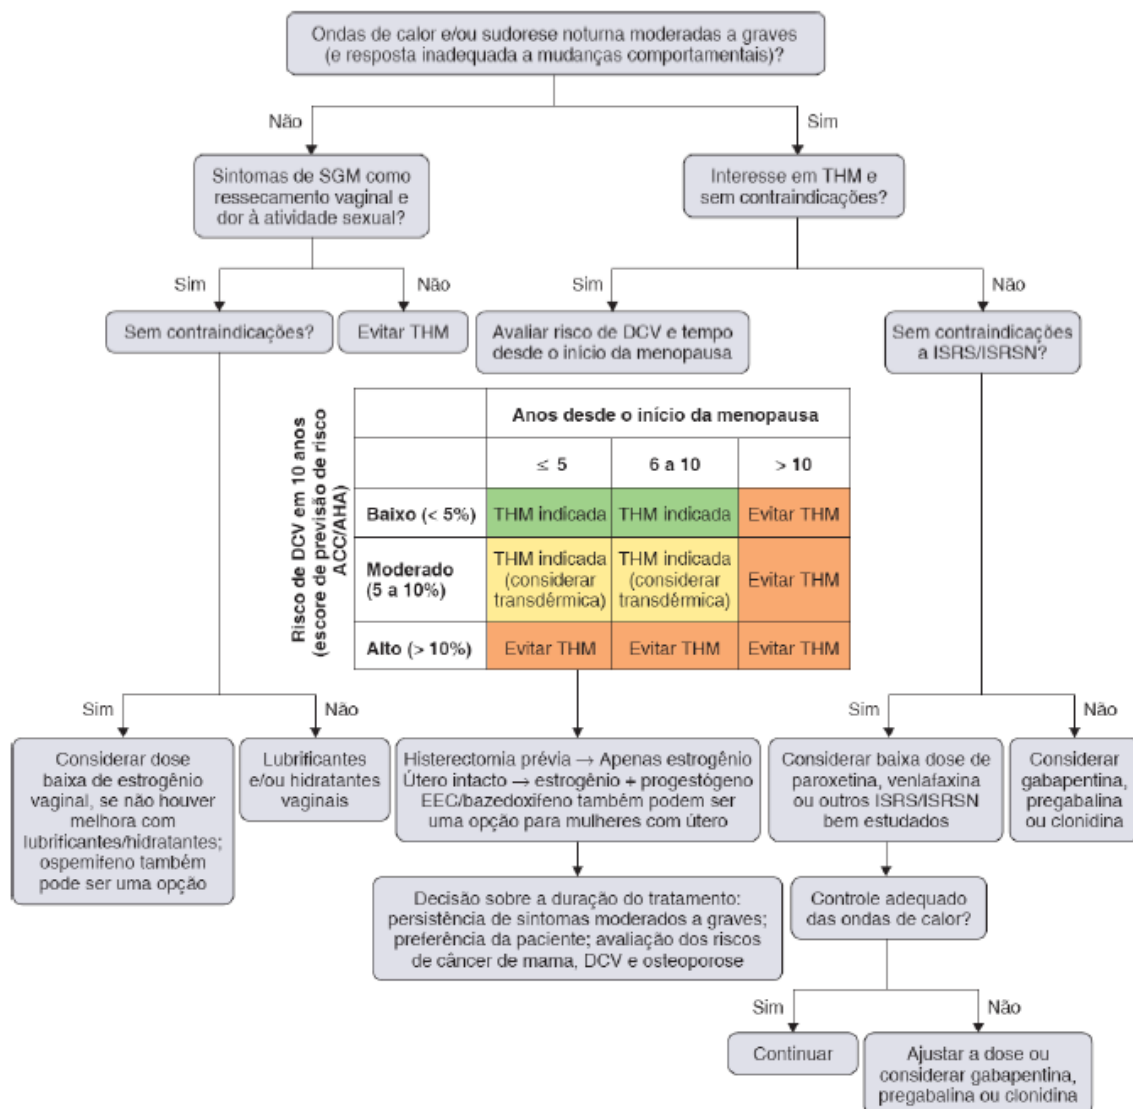 Ondas de calor e/ou sudorese noturna moderadas a graves
(e resposta inadequada a mudanças comportamentais)?
Não
Sim
Sintomas de SGM como
ressecamento vaginal e
dor à atividade sexual?
Interesse em THM e
sem contraindicações?
Sim
Não
Sim
Não
Sem contraindicações?
Evitar THM
Avaliar risco de DCV e tempo
desde o início da menopausa
Sem contraindicações
a ISRS/ISRSN?
Risco de DCV em 10 anos
(escore de previsão de risco
ACC/AHA)
Anos desde o início da menopausa
≤ 5
6 a 10
> 10
Baixo (< 5%)
THM indicada
THM indicada
Evitar THM
Moderado
(5 a 10%)
THM indicada
(considerar
transdérmica)
THM indicada
(considerar
transdérmica)
Evitar THM
Alto (> 10%)
Evitar THM
Evitar THM
Evitar THM
Sim
Não
Sim
Não
Considerar dose
baixa de estrogênio
vaginal, se não houver
melhora com
lubrificantes/hidratantes;
ospemifeno também
pode ser uma opção
Lubrificantes
e/ou hidratantes
vaginais
Histerectomia prévia → Apenas estrogênio
Útero intacto → estrogênio + progestógeno
EEC/bazedoxifeno também podem ser
uma opção para mulheres com útero
Considerar baixa dose de
paroxetina, venlafaxina
ou outros ISRS/ISRSN
bem estudados
Considerar
gabapentina,
pregabalina
ou clonidina
Decisão sobre a duração do tratamento:
persistência de sintomas moderados a graves;
preferência da paciente; avaliação dos riscos
de câncer de mama, DCV e osteoporose
Controle adequado
das ondas de calor?
Sim
Não
Continuar
Ajustar a dose ou
considerar gabapentina,
pregabalina ou clonidina